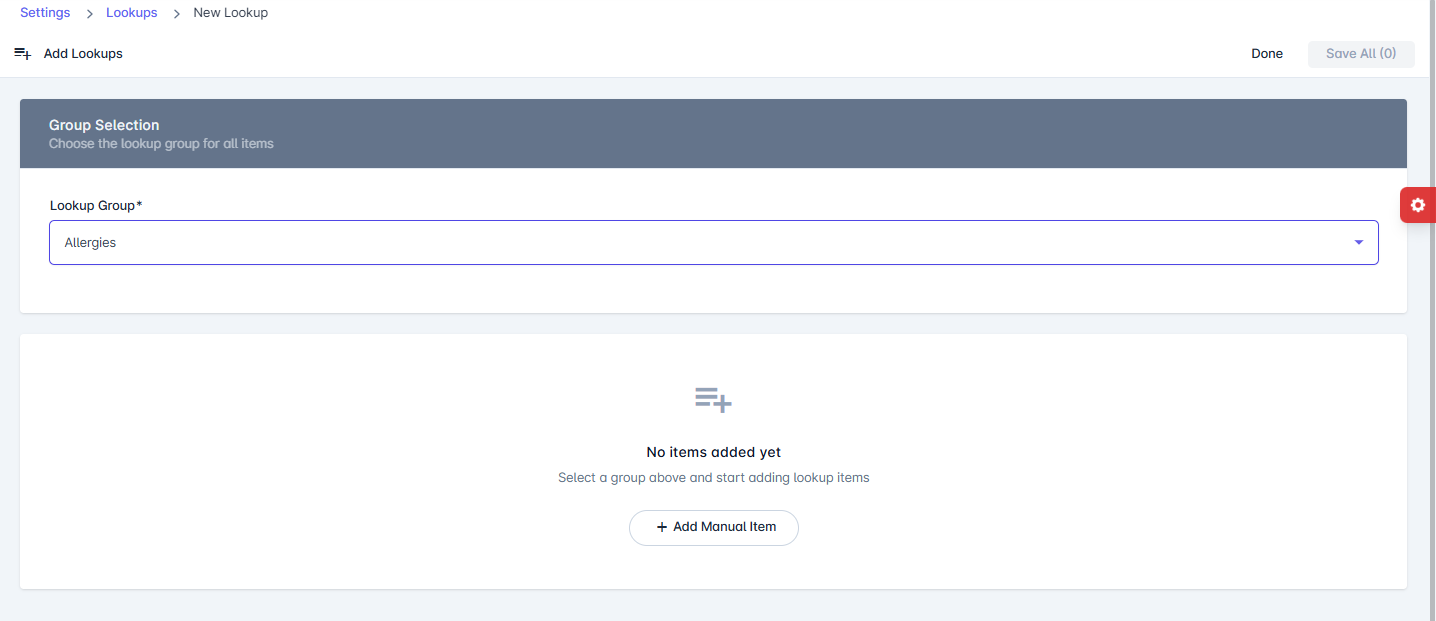 Settings > Lookups > New Lookup
Add Lookups
Done
Save All (0)
Group Selection
Choose the lookup group for all items
Lookup Group*
Allergies
No items added yet
Select a group above and start adding lookup items
+ Add Manual Item